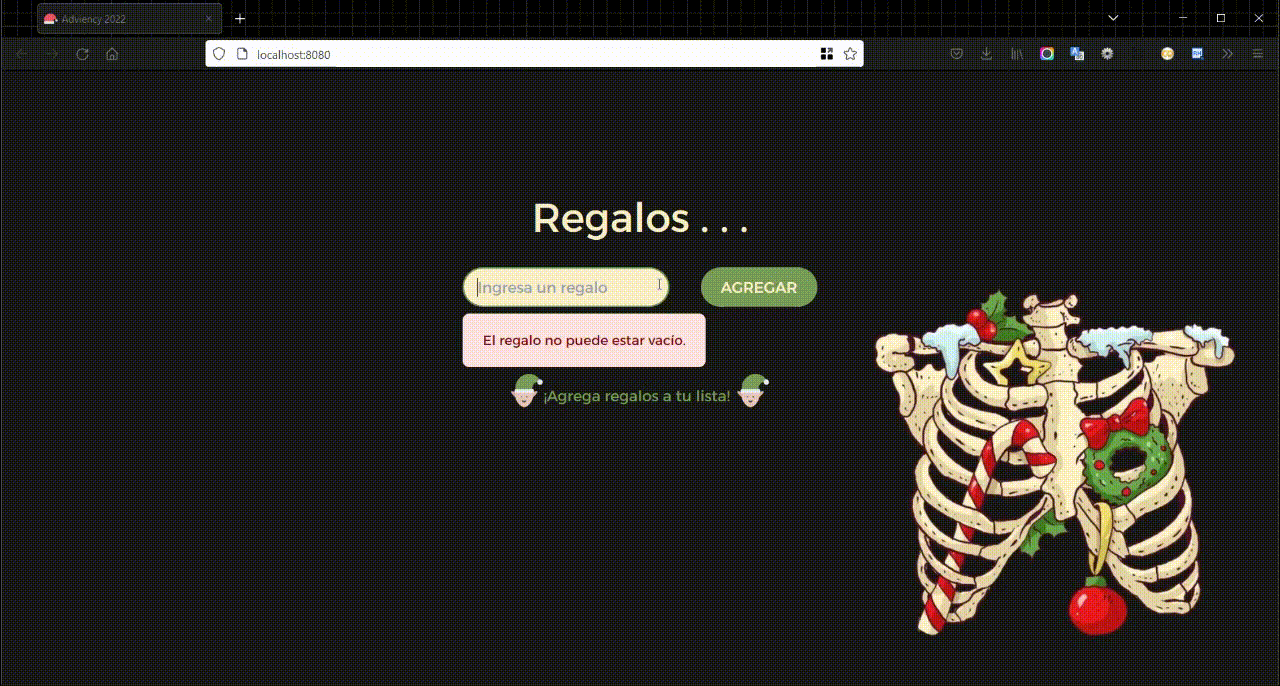 Adviency 2022
localhost:8080
Regalos . . .
Ingresa un regalo
AGREGAR
El regalo no puede estar vacío.
¡Agrega regalos a tu lista!